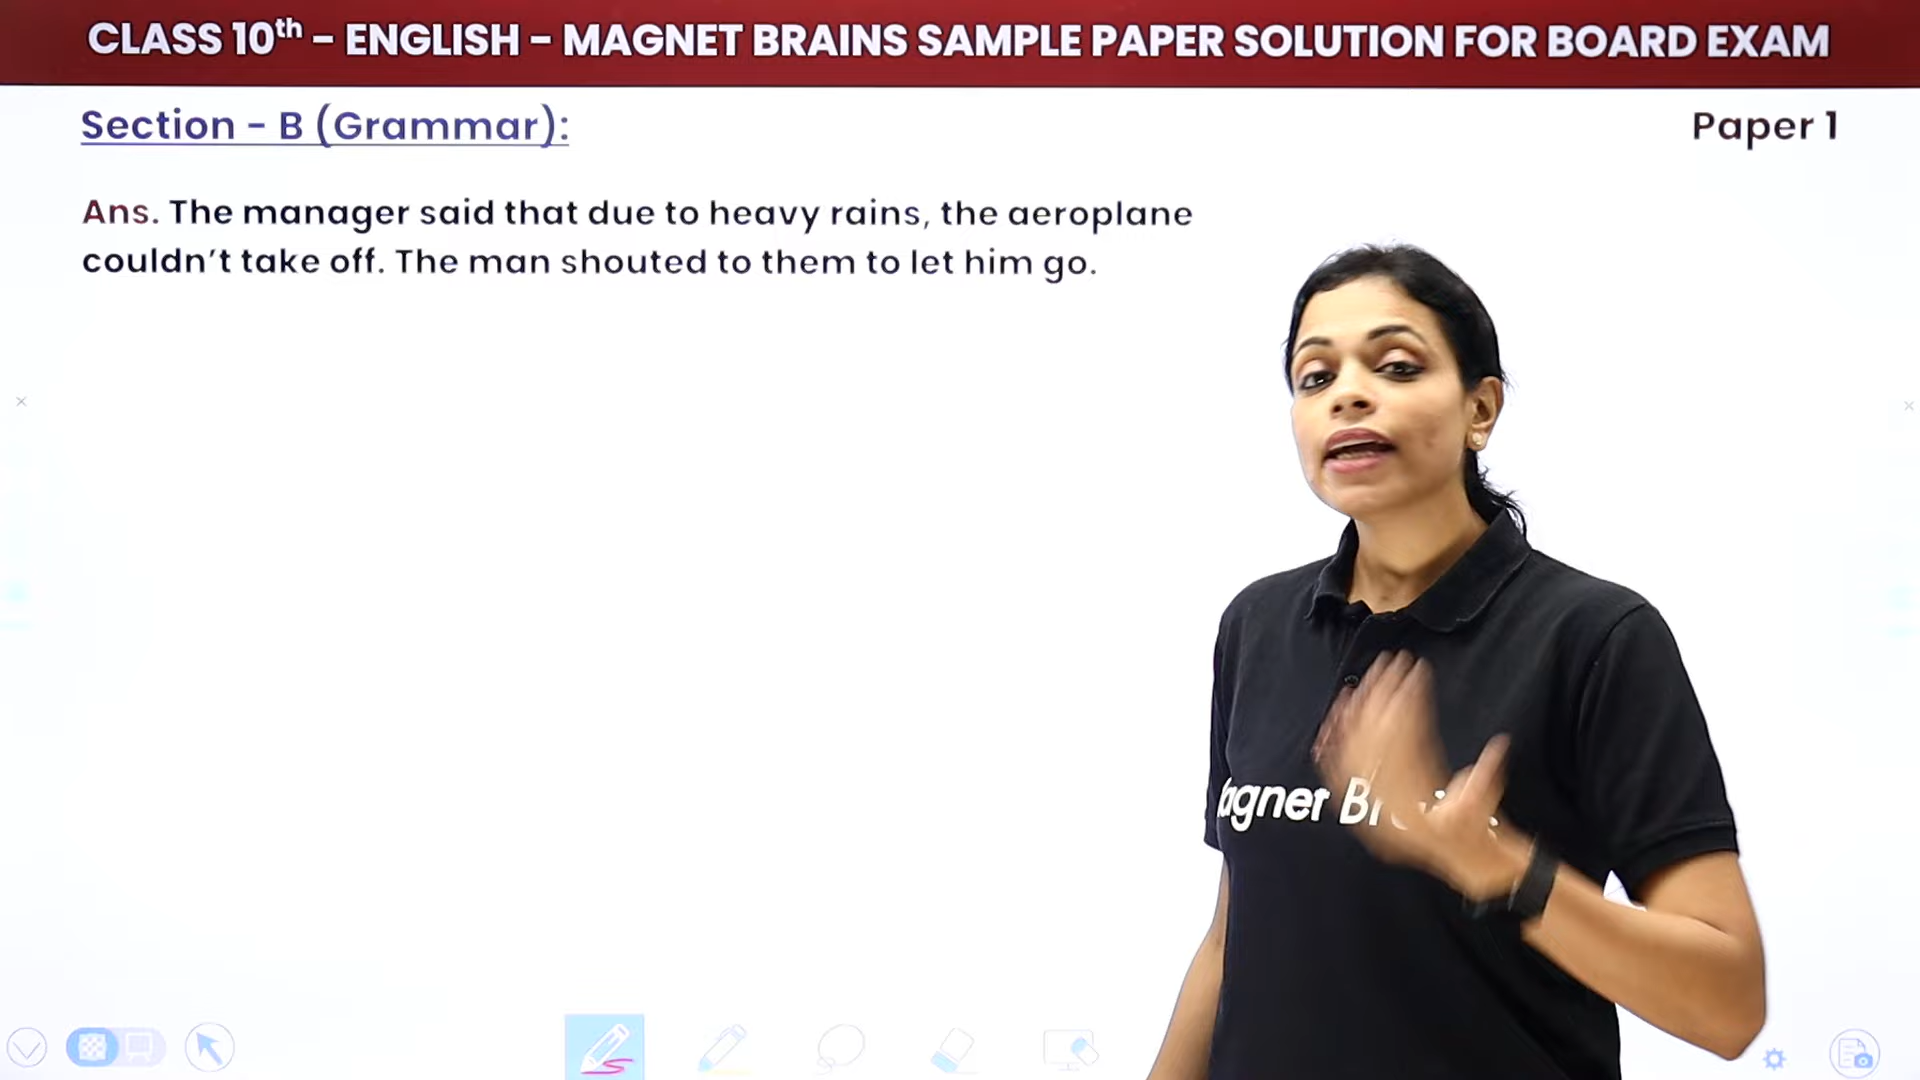 CLASS 10th - ENGLISH - MAGNET BRAINS SAMPLE PAPER SOLUTION FOR BOARD EXAM
Section - B (Grammar):
Paper 1
Ans. The manager said that due to heavy rains, the aeroplane
couldn't take off. The man shouted to them to let him go.